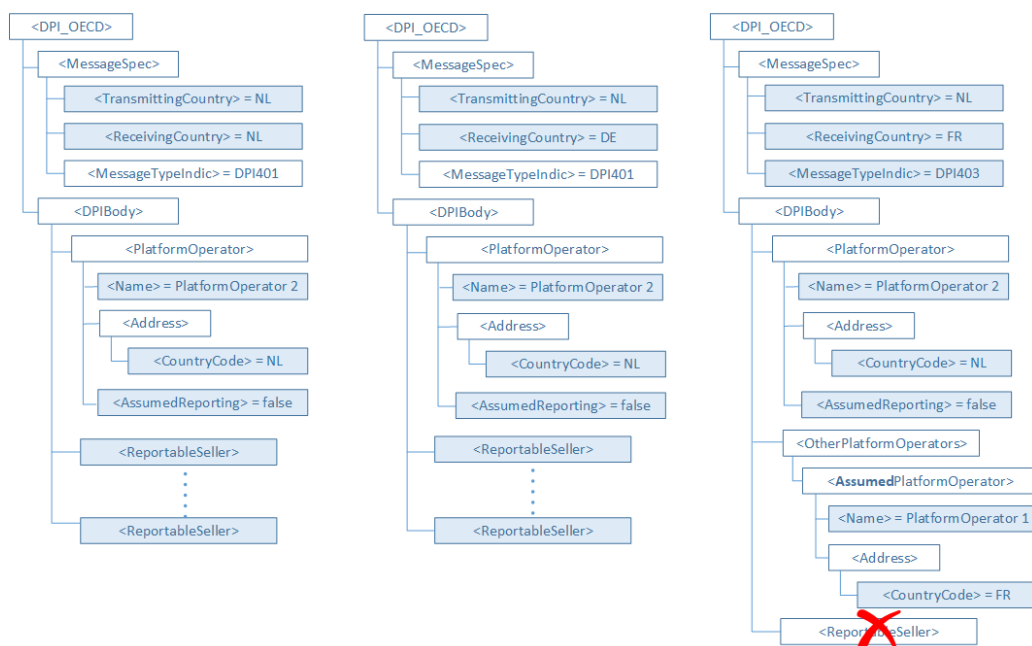 <DPI_OECD>
<MessageSpec>
<TransmittingCountry> = NL
<ReceivingCountry> = NL
<MessageTypeIndic> = DPI401
<DPIBody>
<PlatformOperator>
<Name> = PlatformOperator 2
<Address>
<CountryCode> = NL
<AssumedReporting> = false
<ReportableSeller>
<ReportableSeller>
<DPI_OECD>
<MessageSpec>
<TransmittingCountry> = NL
<ReceivingCountry> = DE
<MessageTypeIndic> = DPI401
<DPIBody>
<PlatformOperator>
<Name> = PlatformOperator 2
<Address>
<CountryCode> = NL
<AssumedReporting> = false
<ReportableSeller>
<ReportableSeller>
<DPI_OECD>
<MessageSpec>
<TransmittingCountry> = NL
<ReceivingCountry> = FR
<MessageTypeIndic> = DPI403
<DPIBody>
<PlatformOperator>
<Name> = PlatformOperator 2
<Address>
<CountryCode> = NL
<AssumedReporting> = false
<OtherPlatformOperators>
<AssumedPlatformOperator>
<Name> = PlatformOperator 1
<Address>
<CountryCode> = FR
<ReportableSeller>